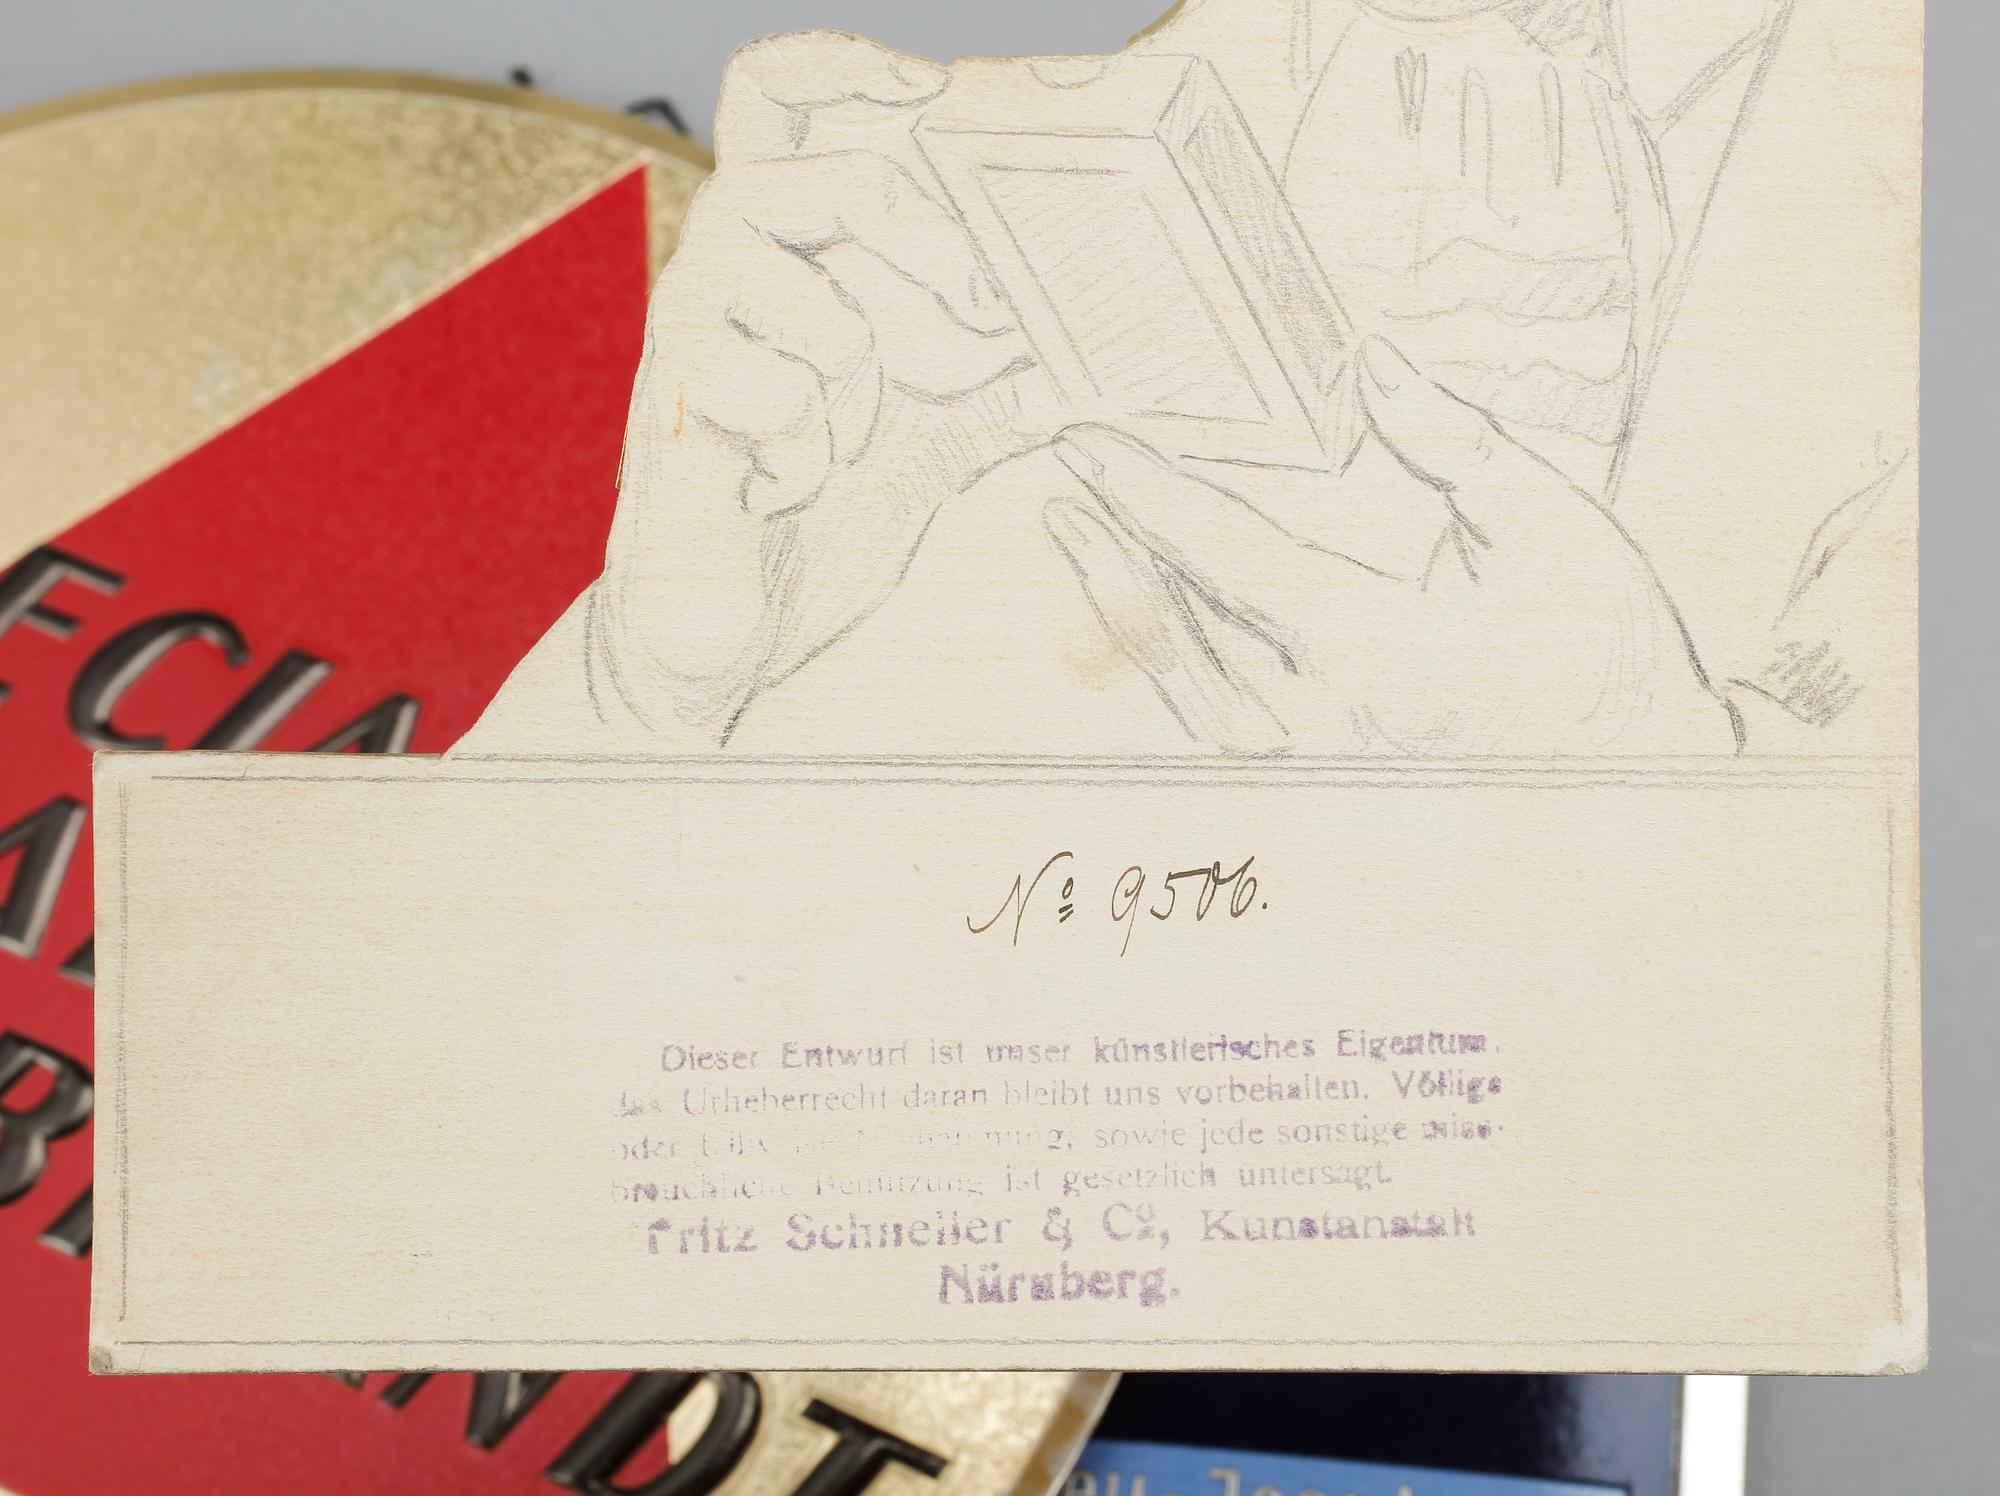 Nº 9506.
Dieser Entwurf ist unser künstlerisches Eigentum,
das Urheberrecht daran bleibt uns vorbehalten. Völlige
oder sowie jede sonstige miss-
bräuchliche Benützung ist gesetzlich untersagt.
Fritz Schneller & Cº, Kunstanstalt
Nürnberg.